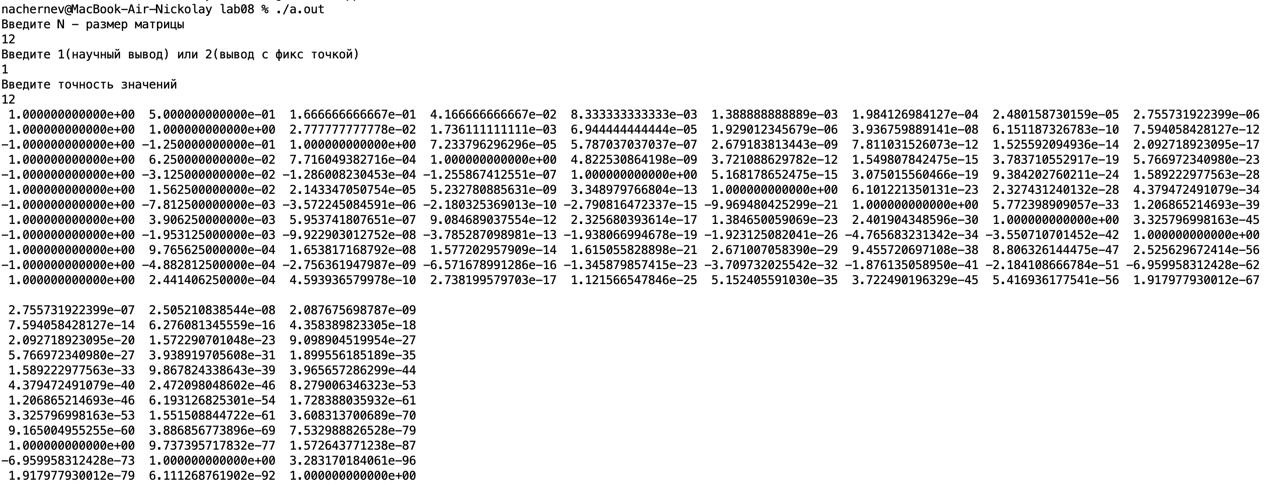 nachernev@MacBook-Air-Nickolay lab08 % ./a.out
Введите N - размер матрицы
12
Введите 1(научный вывод) или 2(вывод с фикс точкой)
1
Введите точность значений
12
1.000000000000e+00 5.000000000000e-01 1.666666666667e-01 4.166666666667e-02 8.333333333333e-03 1.388888888889e-03 1.984126984127e-04 2.480158730159e-05 2.755731922399e-06
1.000000000000e+00 1.000000000000e+00 2.777777777778e-02 1.736111111111e-03 6.944444444444e-05 1.929012345679e-06 3.936759889141e-08 6.151187326783e-10 7.594058428127e-12
-1.000000000000e+00 -1.250000000000e-01 1.000000000000e+00 7.233796296296e-05 5.787037037037e-07 2.679183813443e-09 7.811031526073e-12 1.525592094936e-14 2.092718923095e-17
1.000000000000e+00 6.250000000000e-02 7.716049382716e-04 1.000000000000e+00 4.822530864198e-09 3.721088629782e-12 1.549807842475e-15 3.783710552917e-19 5.766972340980e-23
-1.000000000000e+00 -3.125000000000e-02 -1.286008230453e-04 -1.255867412551e-07 1.000000000000e+00 5.168178652475e-15 3.075015560466e-19 9.384202760211e-24 1.589222977563e-28
1.000000000000e+00 1.562500000000e-02 2.143347050754e-05 5.232780885631e-09 3.348979766804e-13 1.000000000000e+00 6.101221350131e-23 2.327431240132e-28 4.379472491079e-34
-1.000000000000e+00 -7.812500000000e-03 -3.572245084591e-06 -2.180325369013e-10 -2.790816472337e-15 -9.969480425299e-21 1.000000000000e+00 5.772398909057e-33 1.206865214693e-39
1.000000000000e+00 3.906250000000e-03 5.953741807651e-07 9.084689037554e-12 2.325680393614e-17 1.384650059069e-23 2.401904348596e-30 1.000000000000e+00 3.325796998163e-45
-1.000000000000e+00 -1.953125000000e-03 -9.922903012752e-08 -3.785287098981e-13 -1.938066994678e-19 -1.923125082041e-26 -4.765683231342e-34 -3.550710701452e-42 1.000000000000e+00
1.000000000000e+00 9.765625000000e-04 1.653817168792e-08 1.577202957909e-14 1.615055828898e-21 2.671007058390e-29 9.455720697108e-38 8.806326144475e-47 2.525629672414e-56
-1.000000000000e+00 -4.882812500000e-04 -2.756361947987e-09 -6.571678991286e-16 -1.345879857415e-23 -3.709732025542e-32 -1.876135058950e-41 -2.184108666784e-51 -6.959958312428e-62
1.000000000000e+00 2.441406250000e-04 4.593936579978e-10 2.738199579703e-17 1.121566547846e-25 5.152405591030e-35 3.722490196329e-45 5.416936177541e-56 1.917977930012e-67
2.755731922399e-07 2.505210838544e-08 2.087675698787e-09
7.594058428127e-14 6.276081345559e-16 4.358389823305e-18
2.092718923095e-20 1.572290701048e-23 9.098904519954e-27
5.766972340980e-27 3.938919705608e-31 1.899556185189e-35
1.589222977563e-33 9.867824338643e-39 3.965657286299e-44
4.379472491079e-40 2.472098048602e-46 8.279006346323e-53
1.206865214693e-46 6.193126825301e-54 1.728388035932e-61
3.325796998163e-53 1.551508844722e-61 3.608313700689e-70
9.165004955255e-60 3.886856773896e-69 7.532988826528e-79
1.000000000000e+00 9.737395717832e-77 1.572643771238e-87
-6.959958312428e-73 1.000000000000e+00 3.283170184061e-96
1.917977930012e-79 6.111268761902e-92 1.000000000000e+00